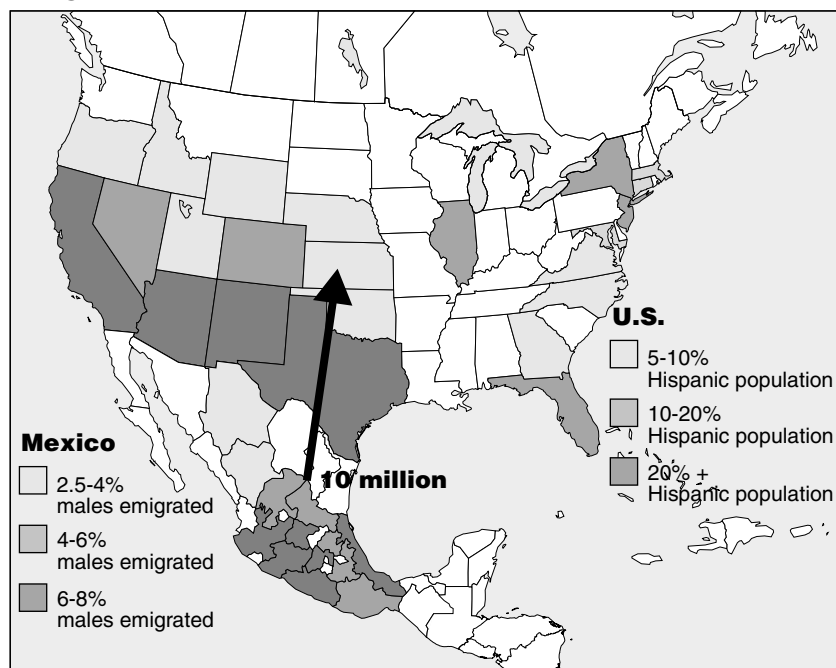 U.S.
5-10%
Hispanic population
10-20%
Hispanic population
20% +
Hispanic population
Mexico
2.5-4%
males emigrated
4-6%
males emigrated
6-8%
males emigrated
10 million